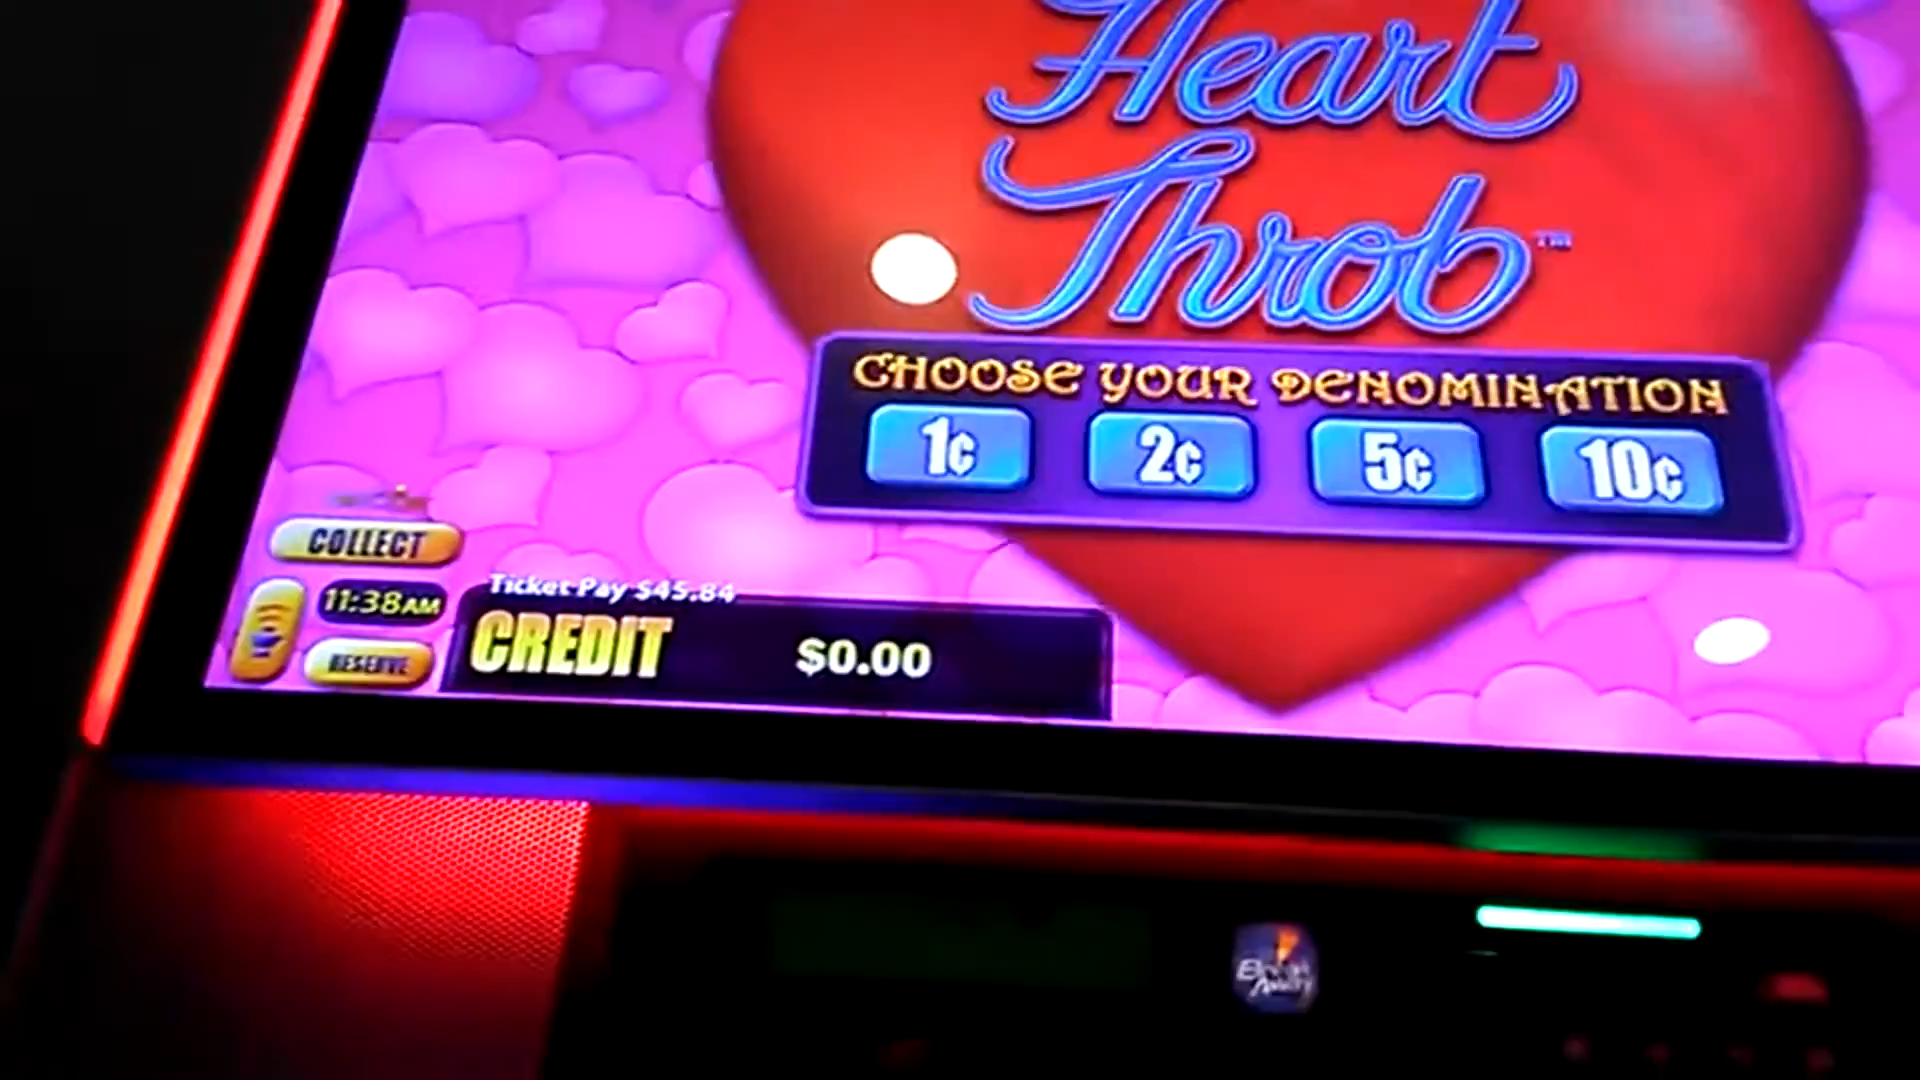 Heart
Throb™
CHOOSE YOUR DENOMINATION
1¢ 2¢ 5¢ 10¢
COLLECT
11:38AM
RESERVE
Ticket Pay $45.84
CREDIT $0.00